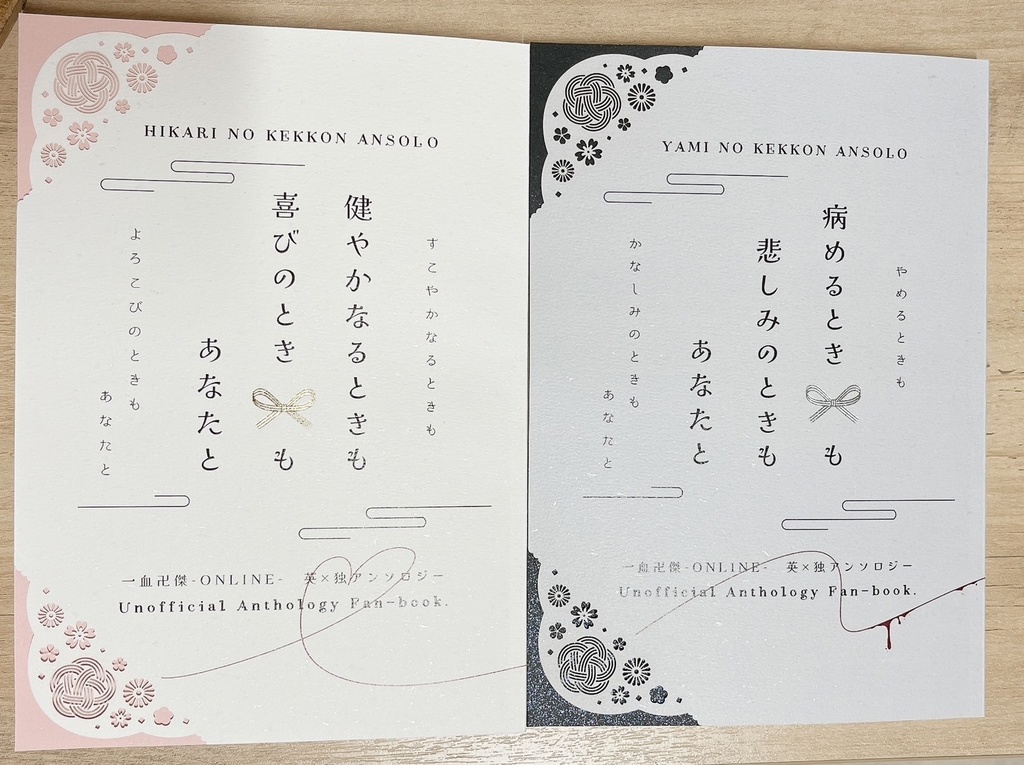 HIKARI NO KEKKON ANSOLO
すこやかなるときも
健やかなるときも
喜びのときも
あなたと
よろこびのときも
あなたと
一血卍傑-ONLINE- 英×独アンソロジー
Unofficial Anthology Fan-book.
YAMI NO KEKKON ANSOLO
やめるときも
病めるときも
悲しみのときも
あなたと
かなしみのときも
あなたと
一血卍傑-ONLINE- 英×独アンソロジー
Unofficial Anthology Fan-book.